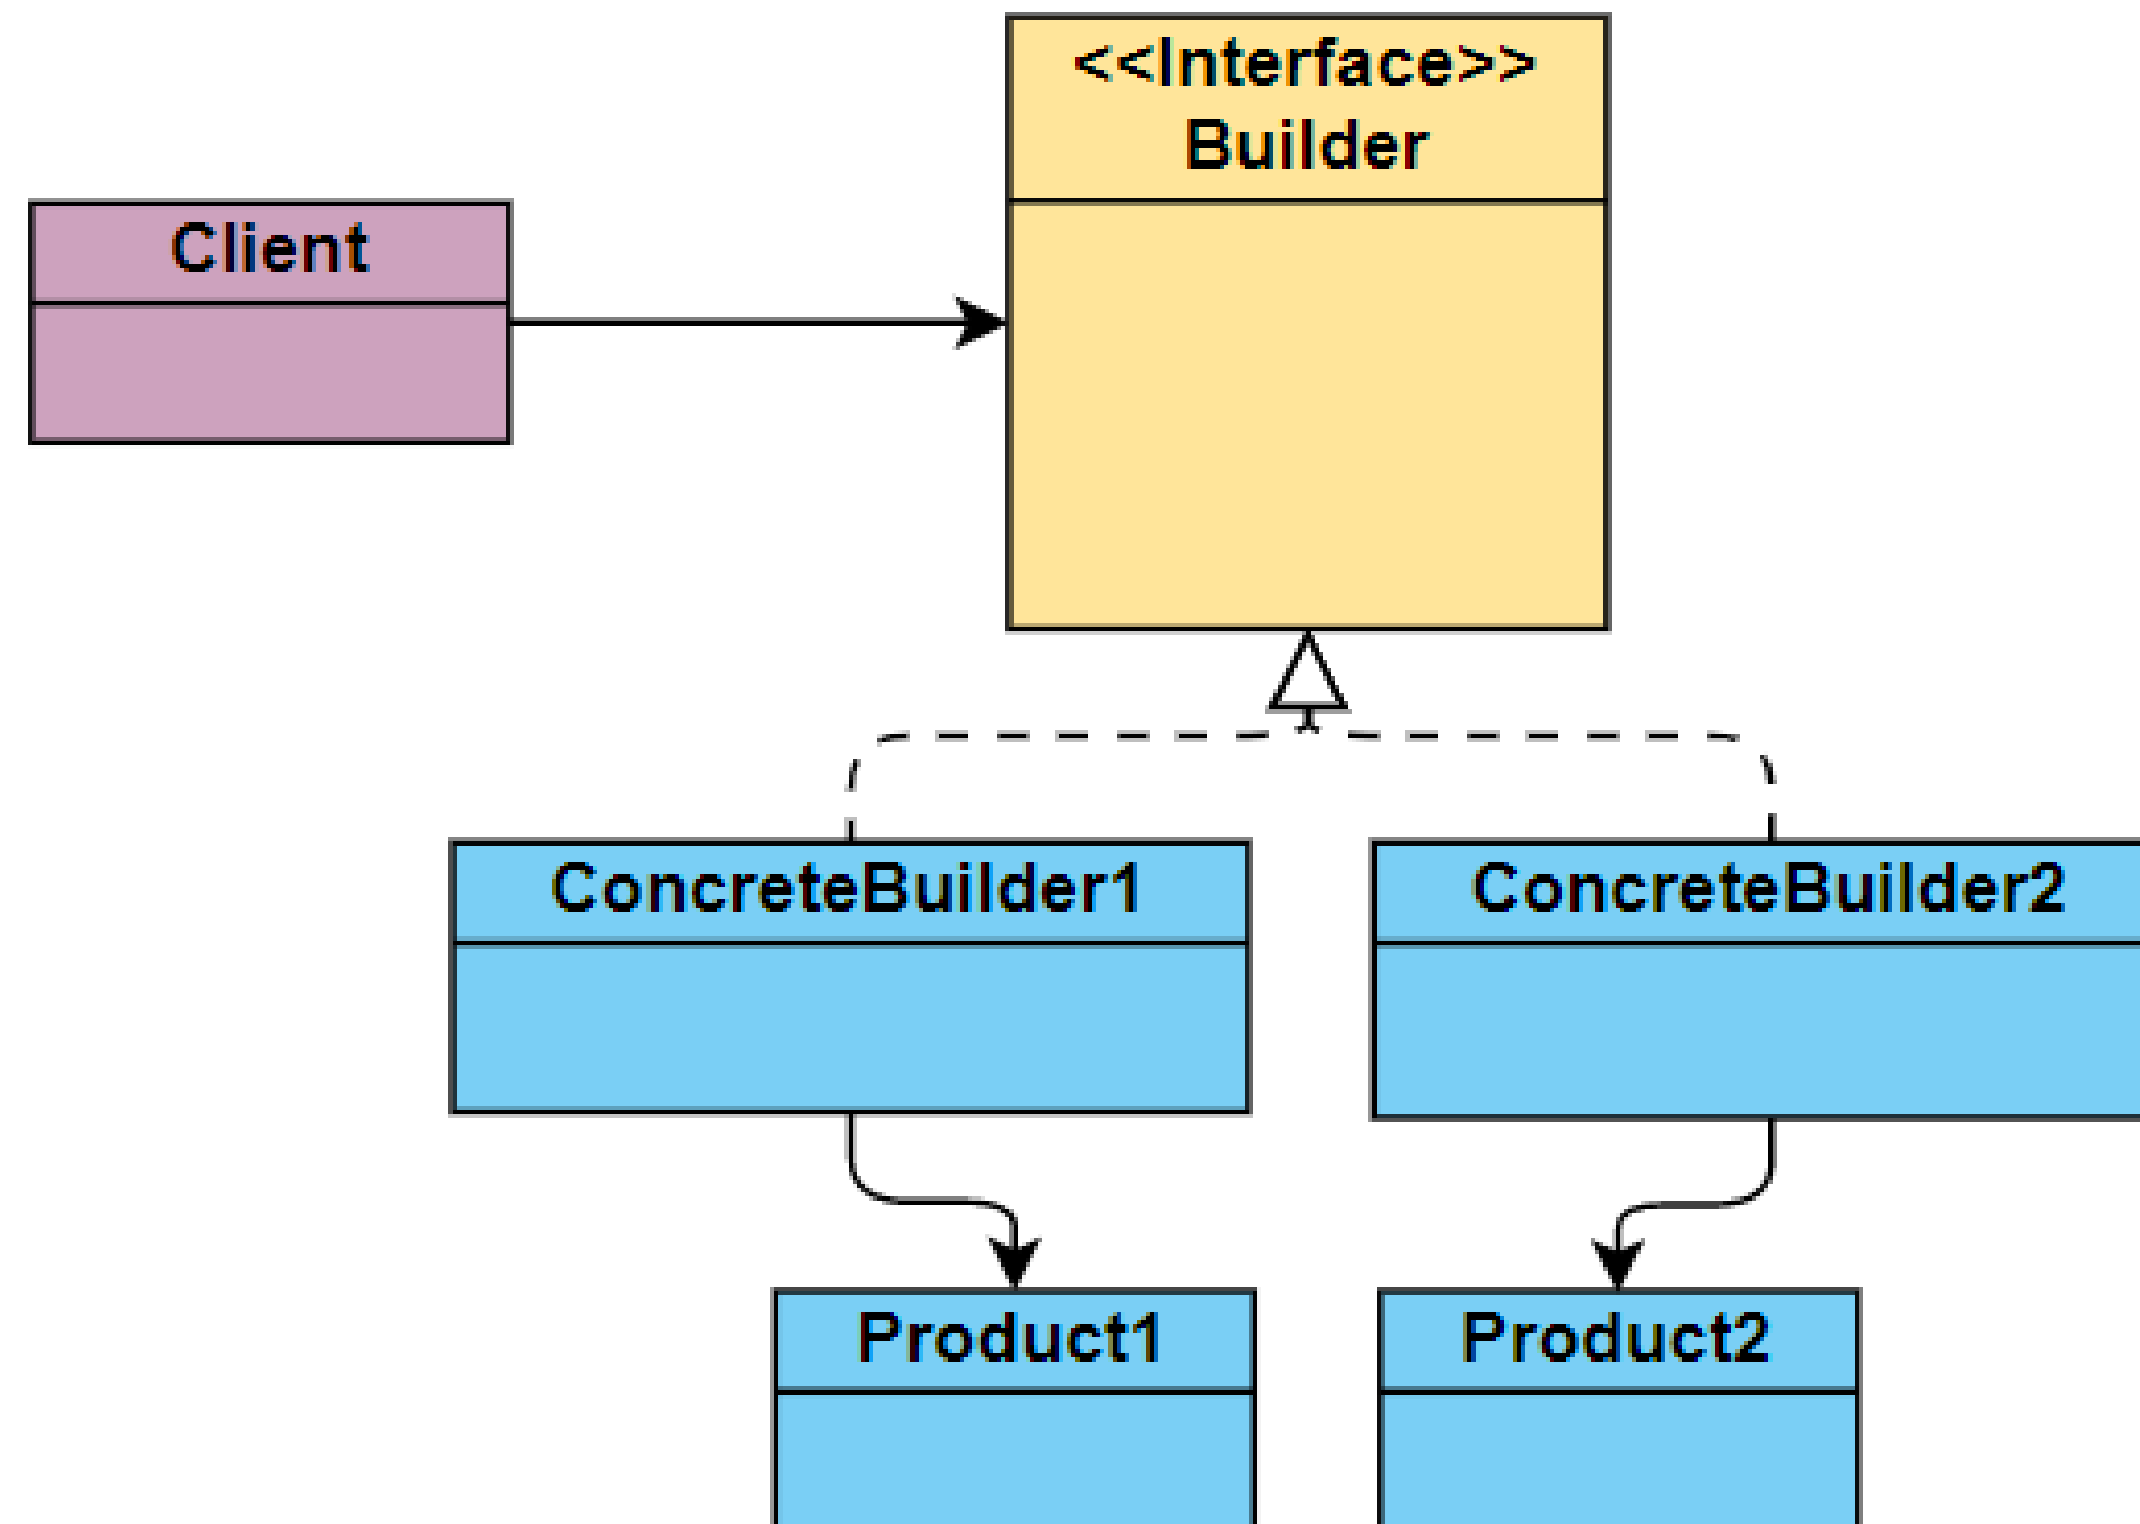 <<Interface>>
Builder
Client
ConcreteBuilder1
ConcreteBuilder2
Product1
Product2